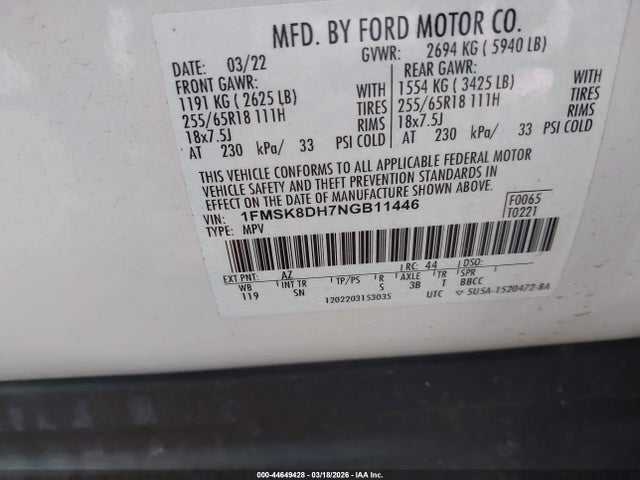 MFD. BY FORD MOTOR CO.
DATE: 03/22 GVWR: 2694 KG ( 5940 LB)
FRONT GAWR: REAR GAWR:
1191 KG ( 2625 LB) WITH 1554 KG ( 3425 LB) WITH
255/65R18 111H TIRES 255/65R18 111H TIRES
18x7.5J RIMS 18x7.5J RIMS
AT 230 kPa/ 33 PSI COLD AT 230 kPa/ 33 PSI COLD
THIS VEHICLE CONFORMS TO ALL APPLICABLE FEDERAL MOTOR
VEHICLE SAFETY AND THEFT PREVENTION STANDARDS IN
EFFECT ON THE DATE OF MANUFACTURE SHOWN ABOVE.
VIN: 1FMSK8DH7NGB11446 F0065
TYPE: MPV T0221
EXT PNT: AZ RC: 44 DSO:
WB INT TR TP/PS R AXLE TR SPR
119 SN S 3B T BBCC
1202203153035 UTC 5U5A-1520472-BA
000-44649428 - 03/18/2026 - IAA Inc.